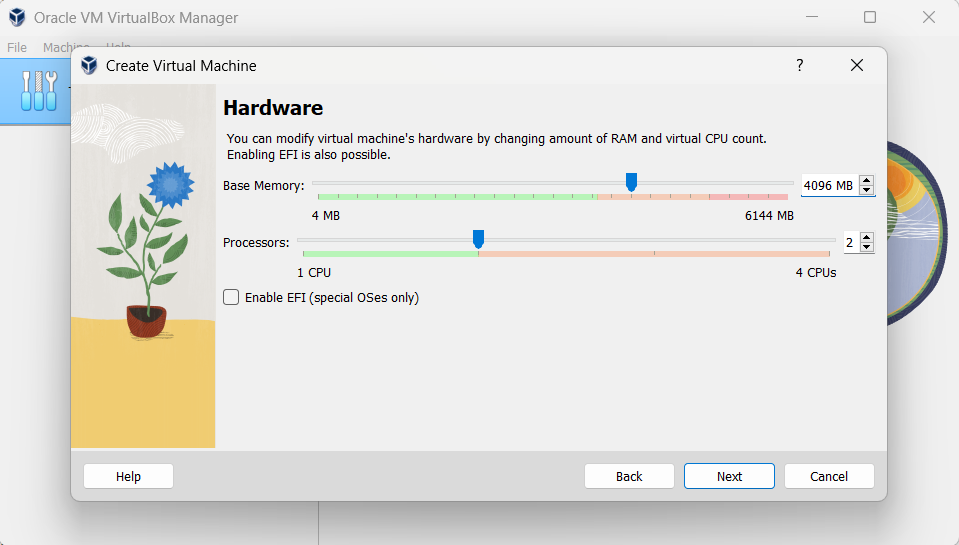 Oracle VM VirtualBox Manager
File Machine Help
Create Virtual Machine
?
Hardware
You can modify virtual machine's hardware by changing amount of RAM and virtual CPU count.
Enabling EFI is also possible.
Base Memory: 4096 MB
4 MB 6144 MB
Processors: 2
1 CPU 4 CPUs
Enable EFI (special OSes only)
Help Back Next Cancel